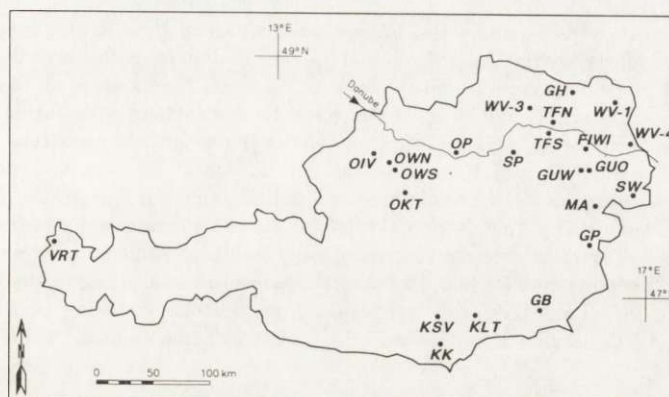 13°E
49°N
Danube
GH
WV-3
WV-1
TFN
WV-4
TFS
FIWI
OP
SP
OIV
OWN
OWS
GUW
GUO
OKT
SW
MA
VRT
GP
17°E
47°
GB
KSV
KLT
KK
N
0 50 100 km